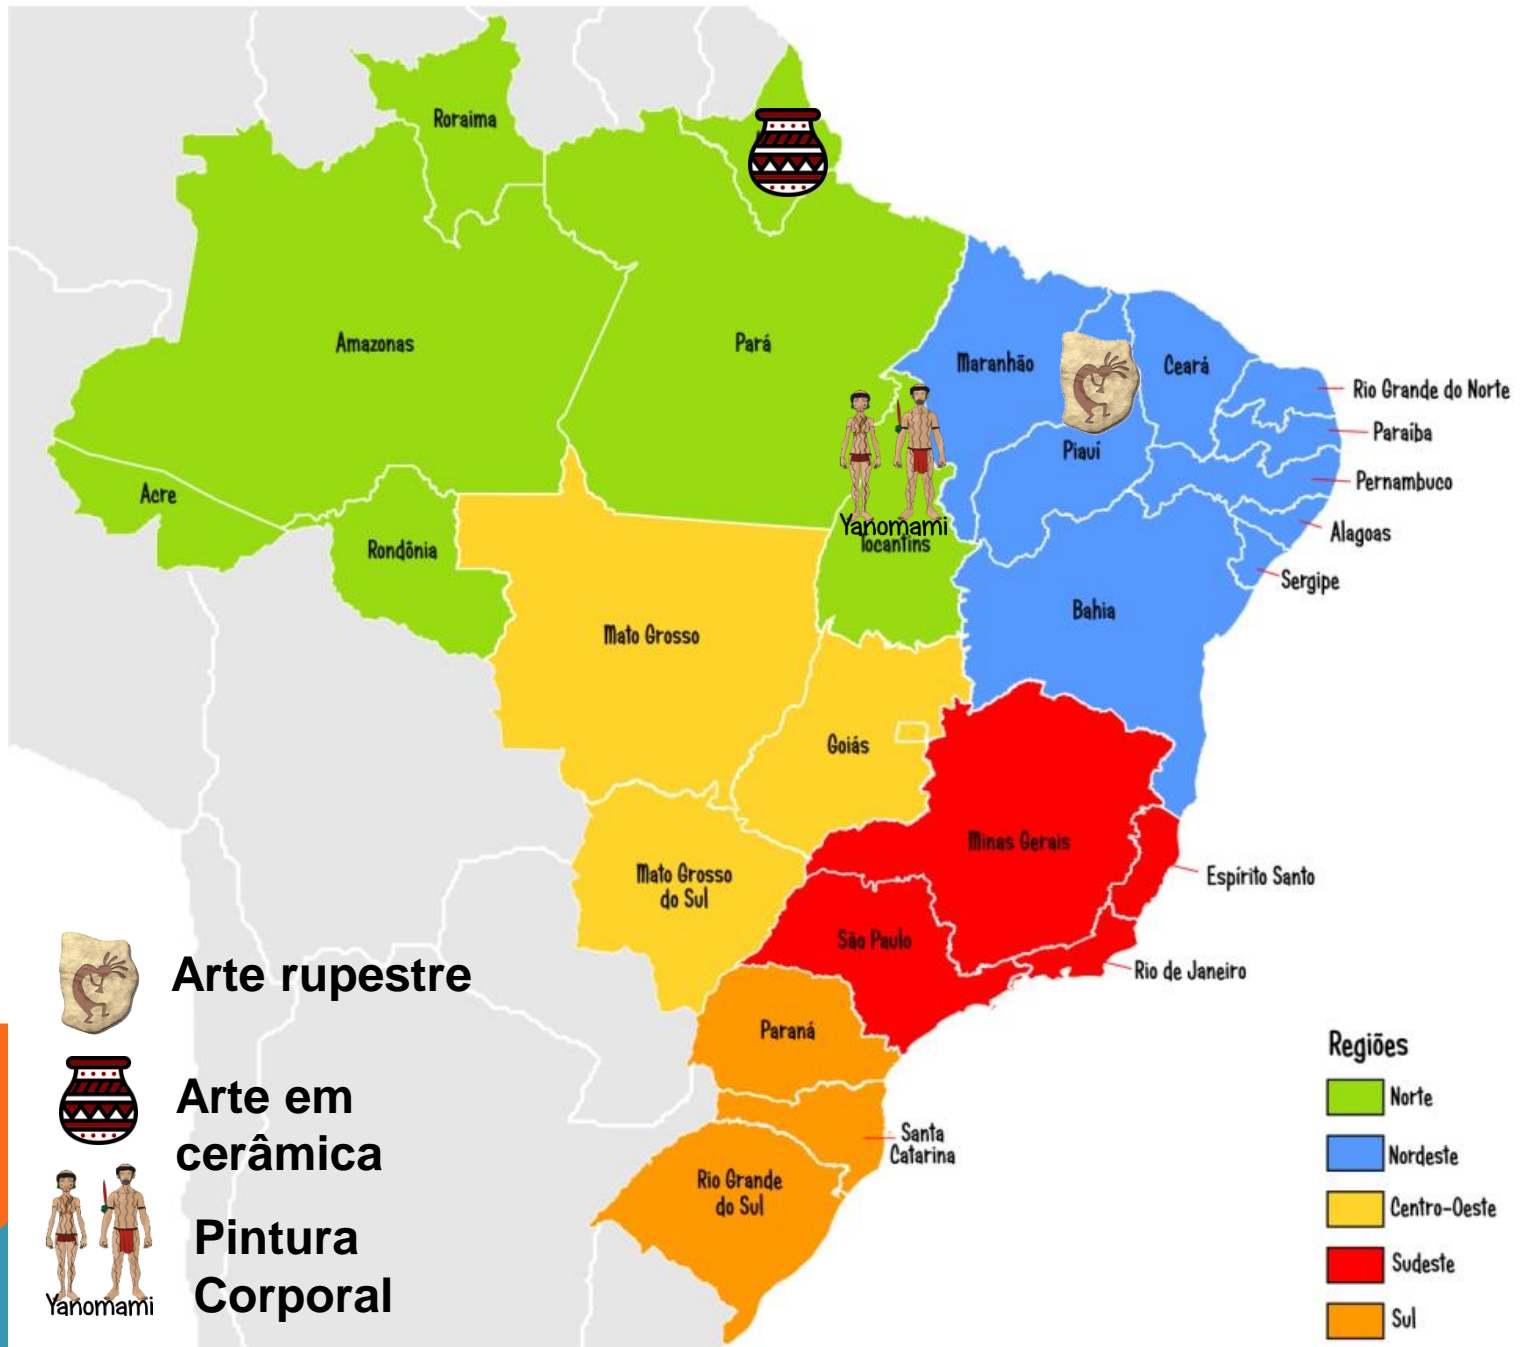 Roraima
Amazonas
Pará
Maranhão
Ceará
Rio Grande do Norte
Paraíba
Piauí
Pernambuco
Acre
Alagoas
Yanomami
Tocantins
Rondônia
Sergipe
Bahia
Mato Grosso
Goiás
Minas Gerais
Espírito Santo
Mato Grosso
do Sul
São Paulo
Rio de Janeiro
Paraná
Santa
Catarina
Rio Grande
do Sul
Arte rupestre
Arte em
cerâmica
Pintura
Corporal
Yanomami
Regiões
Norte
Nordeste
Centro-Oeste
Sudeste
Sul